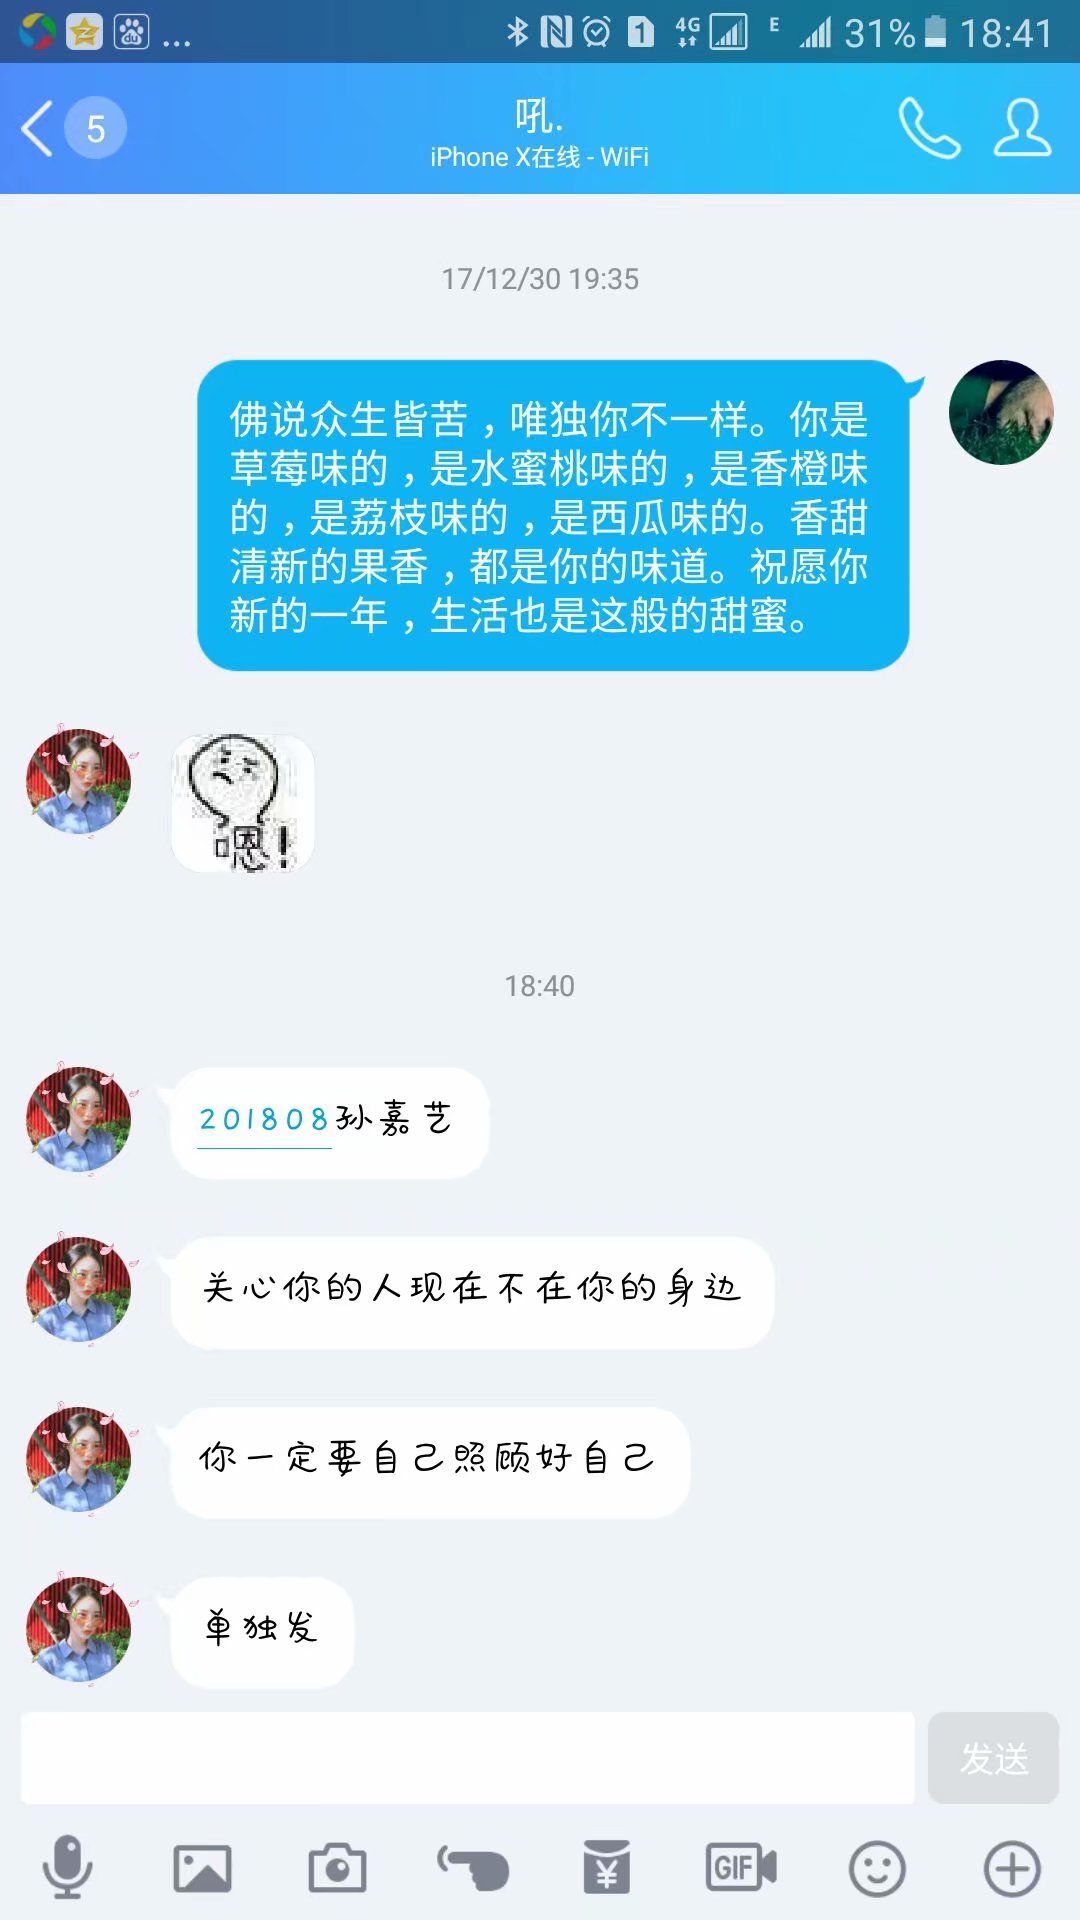 31% 18:41
4G
E
1
du
...
5
吼.
iPhone X在线 - WiFi
17/12/30 19:35
佛说众生皆苦，唯独你不一样。你是
草莓味的，是水蜜桃味的，是香橙味
的，是荔枝味的，是西瓜味的。香甜
清新的果香，都是你的味道。祝愿你
新的一年，生活也是这般的甜蜜。
嗯！
18:40
201808孙嘉艺
关心你的人现在不在你的身边
你一定要自己照顾好自己
单独发
发送
¥
GIF